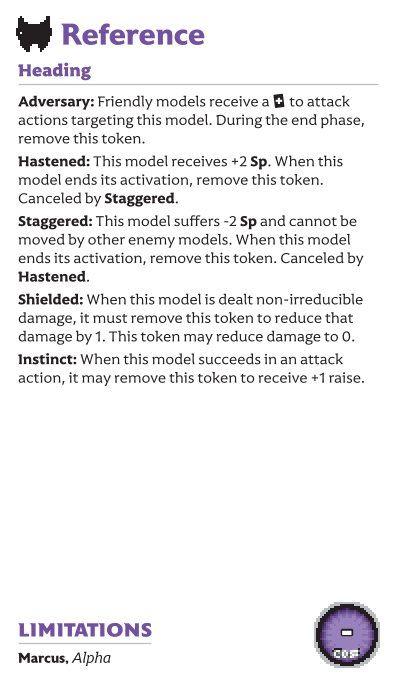 Reference
Heading
Adversary: Friendly models receive a + to attack
actions targeting this model. During the end phase,
remove this token.
Hastened: This model receives +2 Sp. When this
model ends its activation, remove this token.
Canceled by Staggered.
Staggered: This model suffers -2 Sp and cannot be
moved by other enemy models. When this model
ends its activation, remove this token. Canceled by
Hastened.
Shielded: When this model is dealt non-irreducible
damage, it must remove this token to reduce that
damage by 1. This token may reduce damage to 0.
Instinct: When this model succeeds in an attack
action, it may remove this token to receive +1 raise.
LIMITATIONS
Marcus, Alpha
-